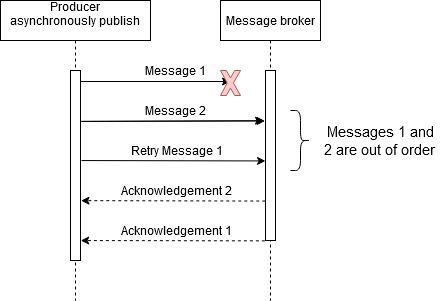 Producer
asynchronously publish
Message broker
Message 1
X
Message 2
Retry Message 1
Messages 1 and
2 are out of order
Acknowledgement 2
Acknowledgement 1